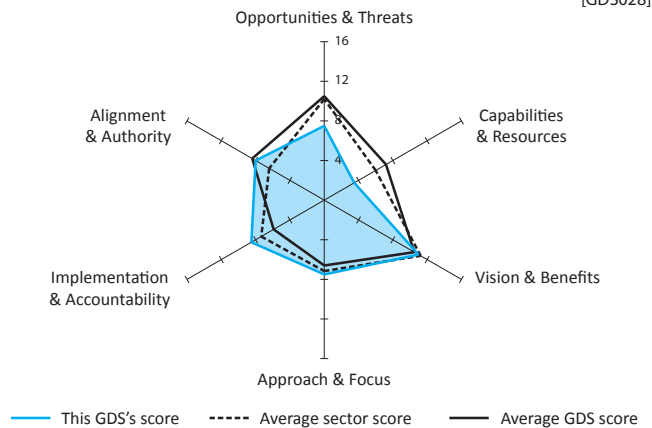 [GDS028]
Opportunities & Threats
16
12
8
4
Alignment
& Authority
Capabilities
& Resources
Implementation
& Accountability
Vision & Benefits
Approach & Focus
This GDS's score
Average sector score
Average GDS score